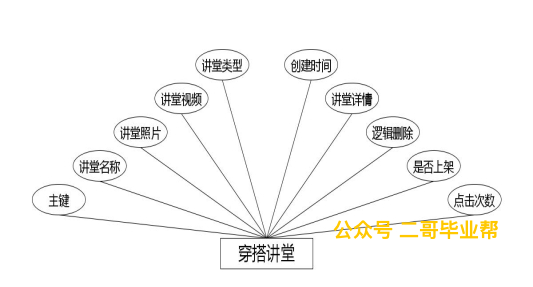 讲堂类型
创建时间
讲堂视频
讲堂详情
讲堂照片
逻辑删除
讲堂名称
是否上架
主键
点击次数
公众号 二哥毕业帮
穿搭讲堂